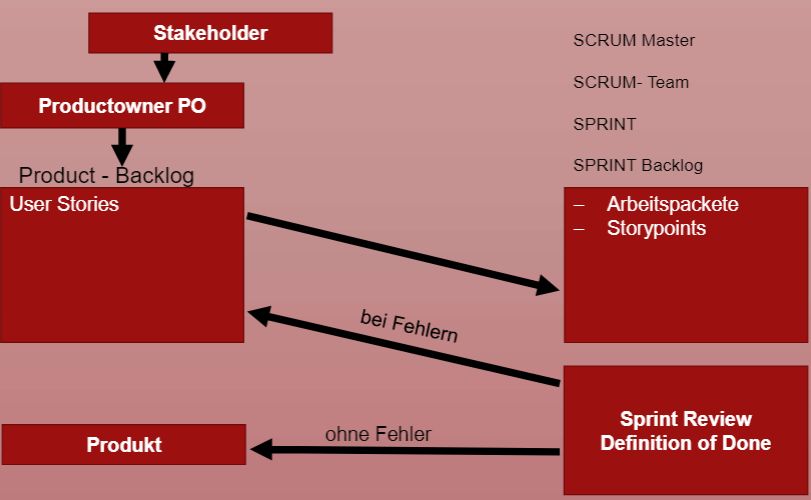 Stakeholder
Productowner PO
Product - Backlog
User Stories
SCRUM Master
SCRUM- Team
SPRINT
SPRINT Backlog
– Arbeitspackete
– Storypoints
bei Fehlern
Sprint Review
Definition of Done
ohne Fehler
Produkt